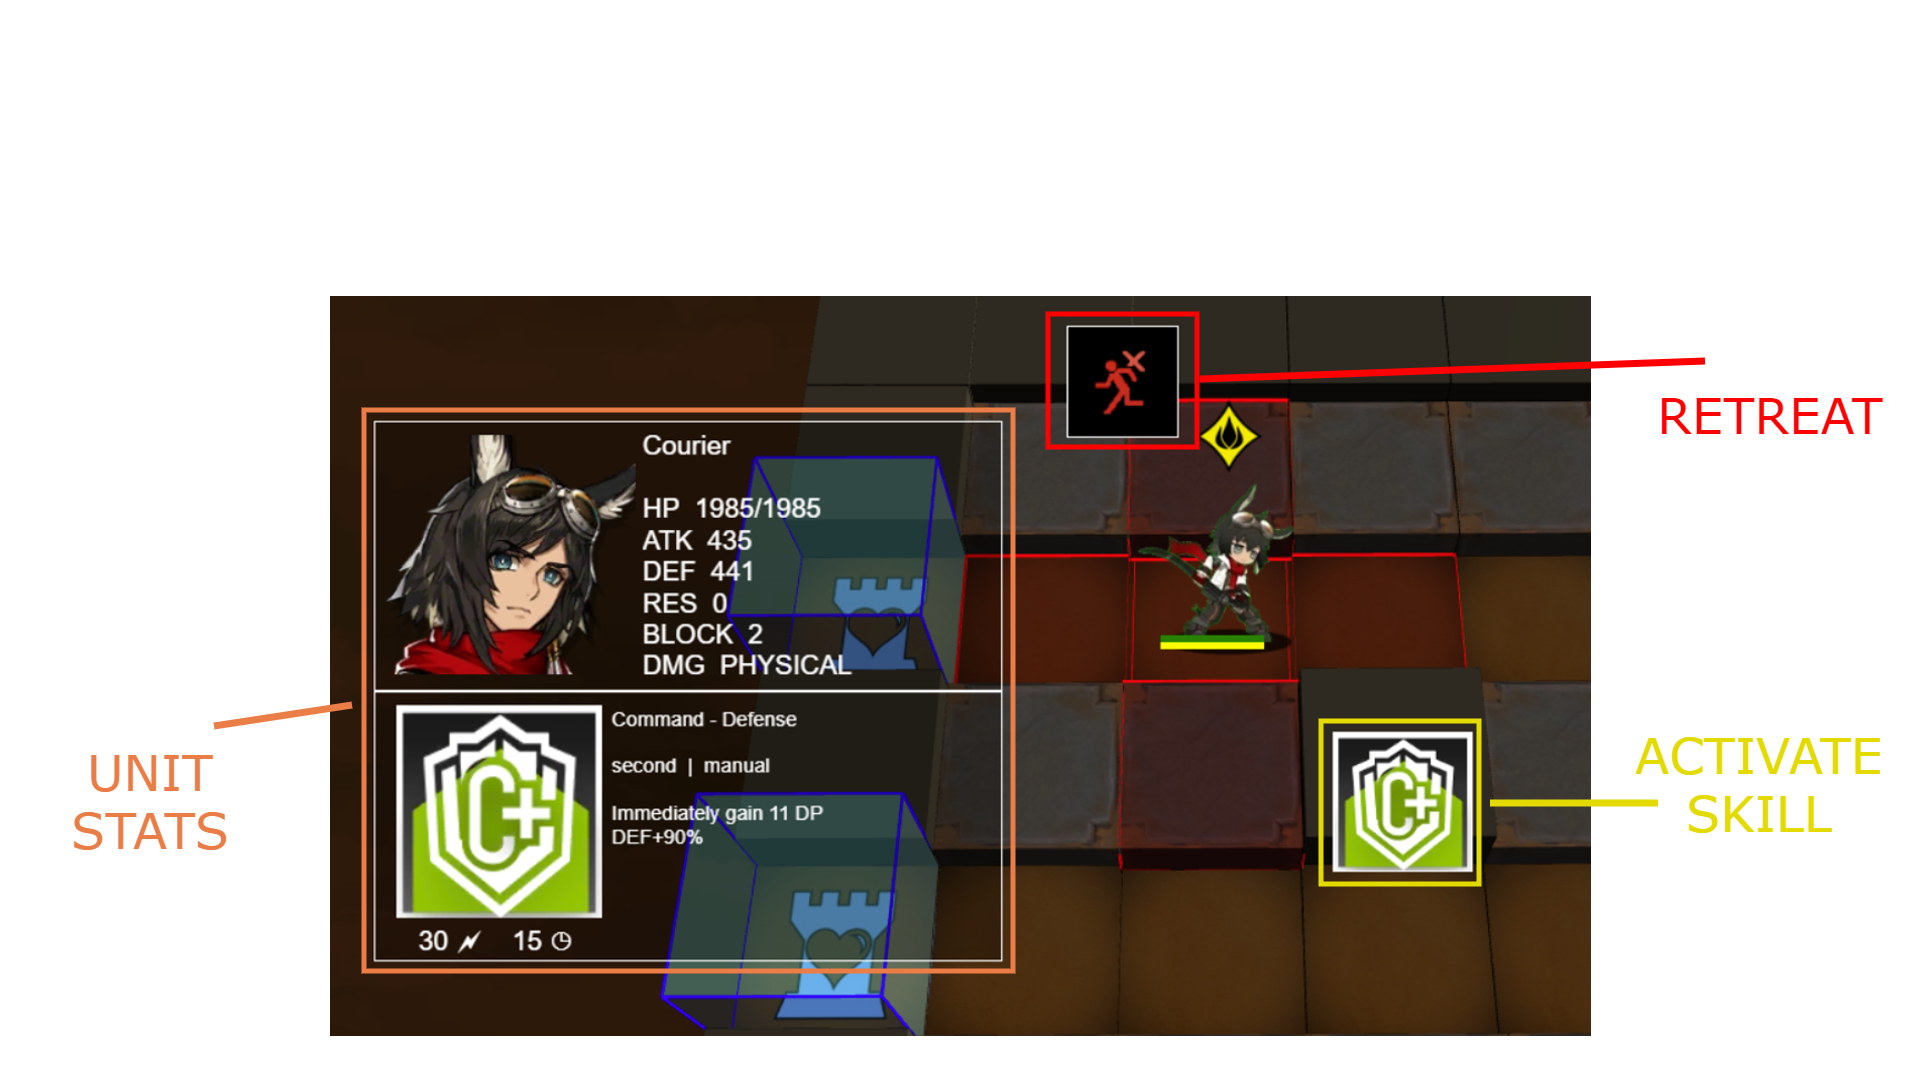 RETREAT
Courier
HP 1985/1985
ATK 435
DEF 441
RES 0
BLOCK 2
DMG PHYSICAL
Command - Defense
second | manual
Immediately gain 11 DP
DEF+90%
C+
30 15
UNIT
STATS
ACTIVATE
SKILL
C+